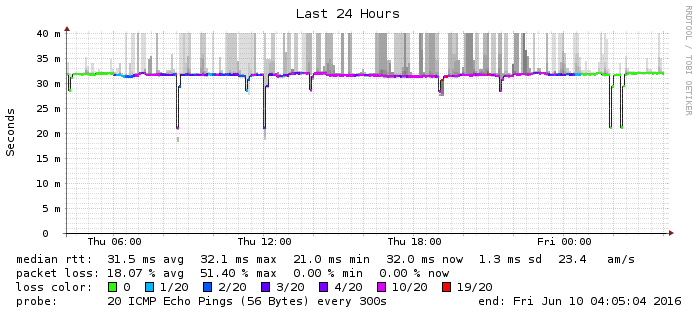 Last 24 Hours
RRDTOOL / TOBI OETIKER
Seconds
40 m
35 m
30 m
25 m
20 m
15 m
10 m
5 m
0
Thu 06:00 Thu 12:00 Thu 18:00 Fri 00:00
median rtt: 31.5 ms avg 32.1 ms max 21.0 ms min 32.0 ms now 1.3 ms sd 23.4 am/s
packet loss: 18.07 % avg 51.40 % max 0.00 % min 0.00 % now
loss color: 0 1/20 2/20 3/20 4/20 10/20 19/20
probe: 20 ICMP Echo Pings (56 Bytes) every 300s end: Fri Jun 10 04:05:04 2016